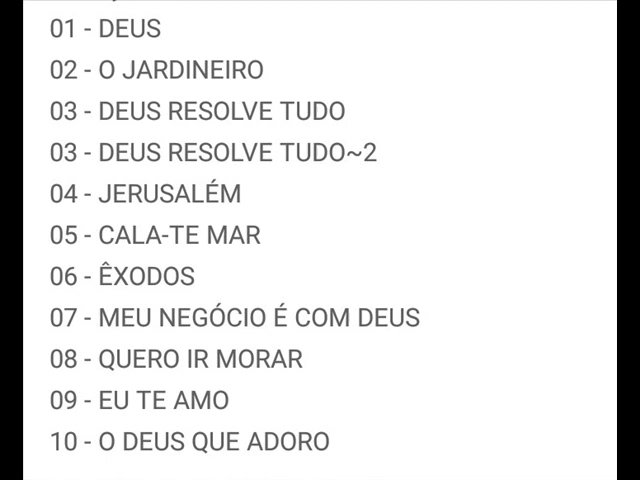 01 - DEUS
02 - O JARDINEIRO
03 - DEUS RESOLVE TUDO
03 - DEUS RESOLVE TUDO~2
04 - JERUSALÉM
05 - CALA-TE MAR
06 - ÊXODOS
07 - MEU NEGÓCIO É COM DEUS
08 - QUERO IR MORAR
09 - EU TE AMO
10 - O DEUS QUE ADORO